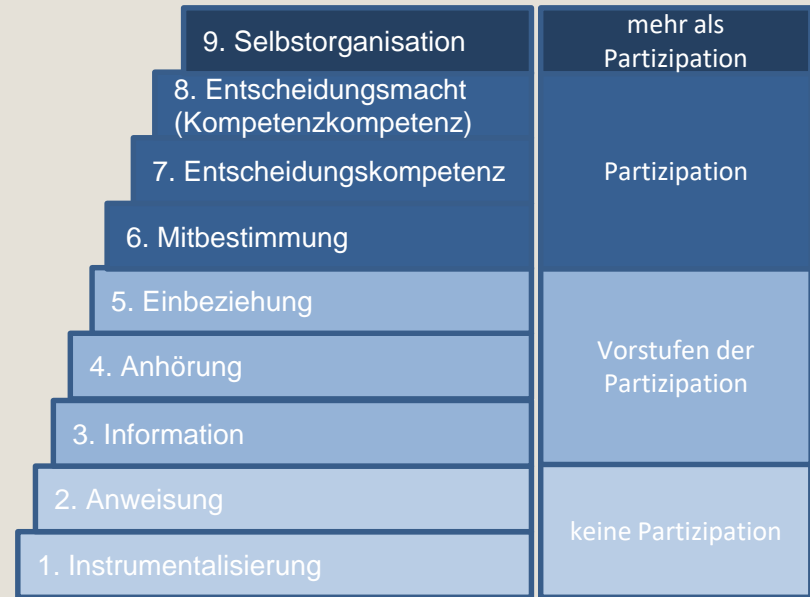 9. Selbstorganisation
mehr als
Partizipation
8. Entscheidungsmacht
(Kompetenzkompetenz)
7. Entscheidungskompetenz
Partizipation
6. Mitbestimmung
5. Einbeziehung
4. Anhörung
Vorstufen der
Partizipation
3. Information
2. Anweisung
keine Partizipation
1. Instrumentalisierung